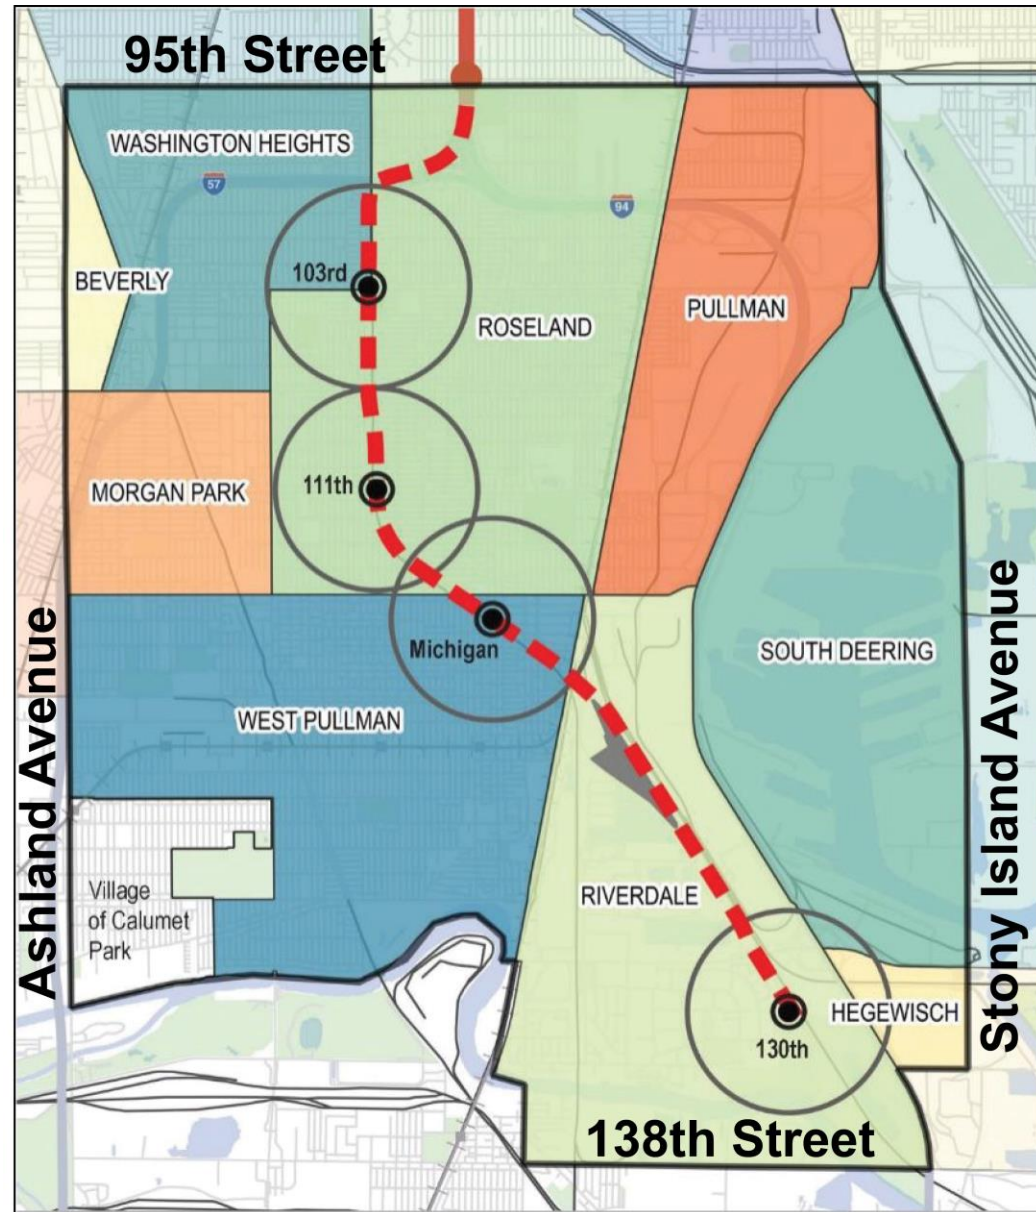 95th Street
WASHINGTON HEIGHTS
57
94
BEVERLY
103rd
ROSELAND
PULLMAN
MORGAN PARK
111th
Michigan
SOUTH DEERING
WEST PULLMAN
Ashland Avenue
Stony Island Avenue
Village
of Calumet
Park
RIVERDALE
HEGEWISCH
130th
138th Street